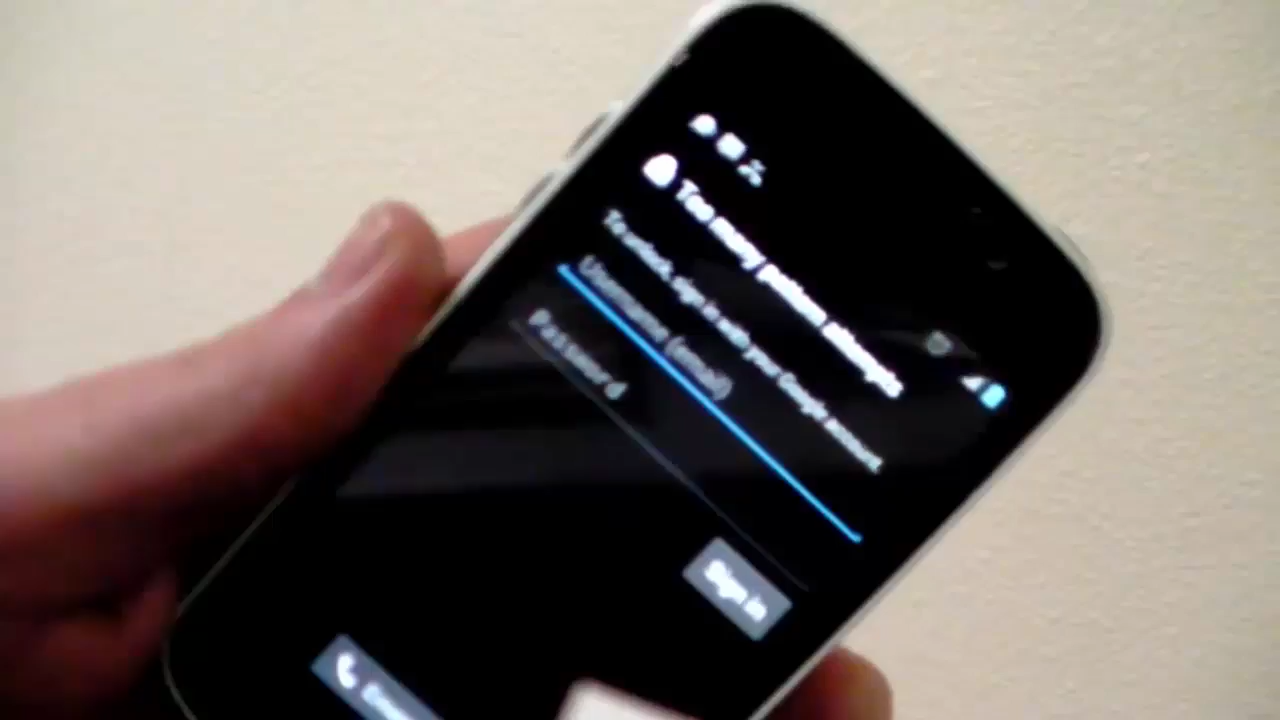 Too many pattern attempts
To unlock, sign in with your Google account
Username (email)
Password
Sign in